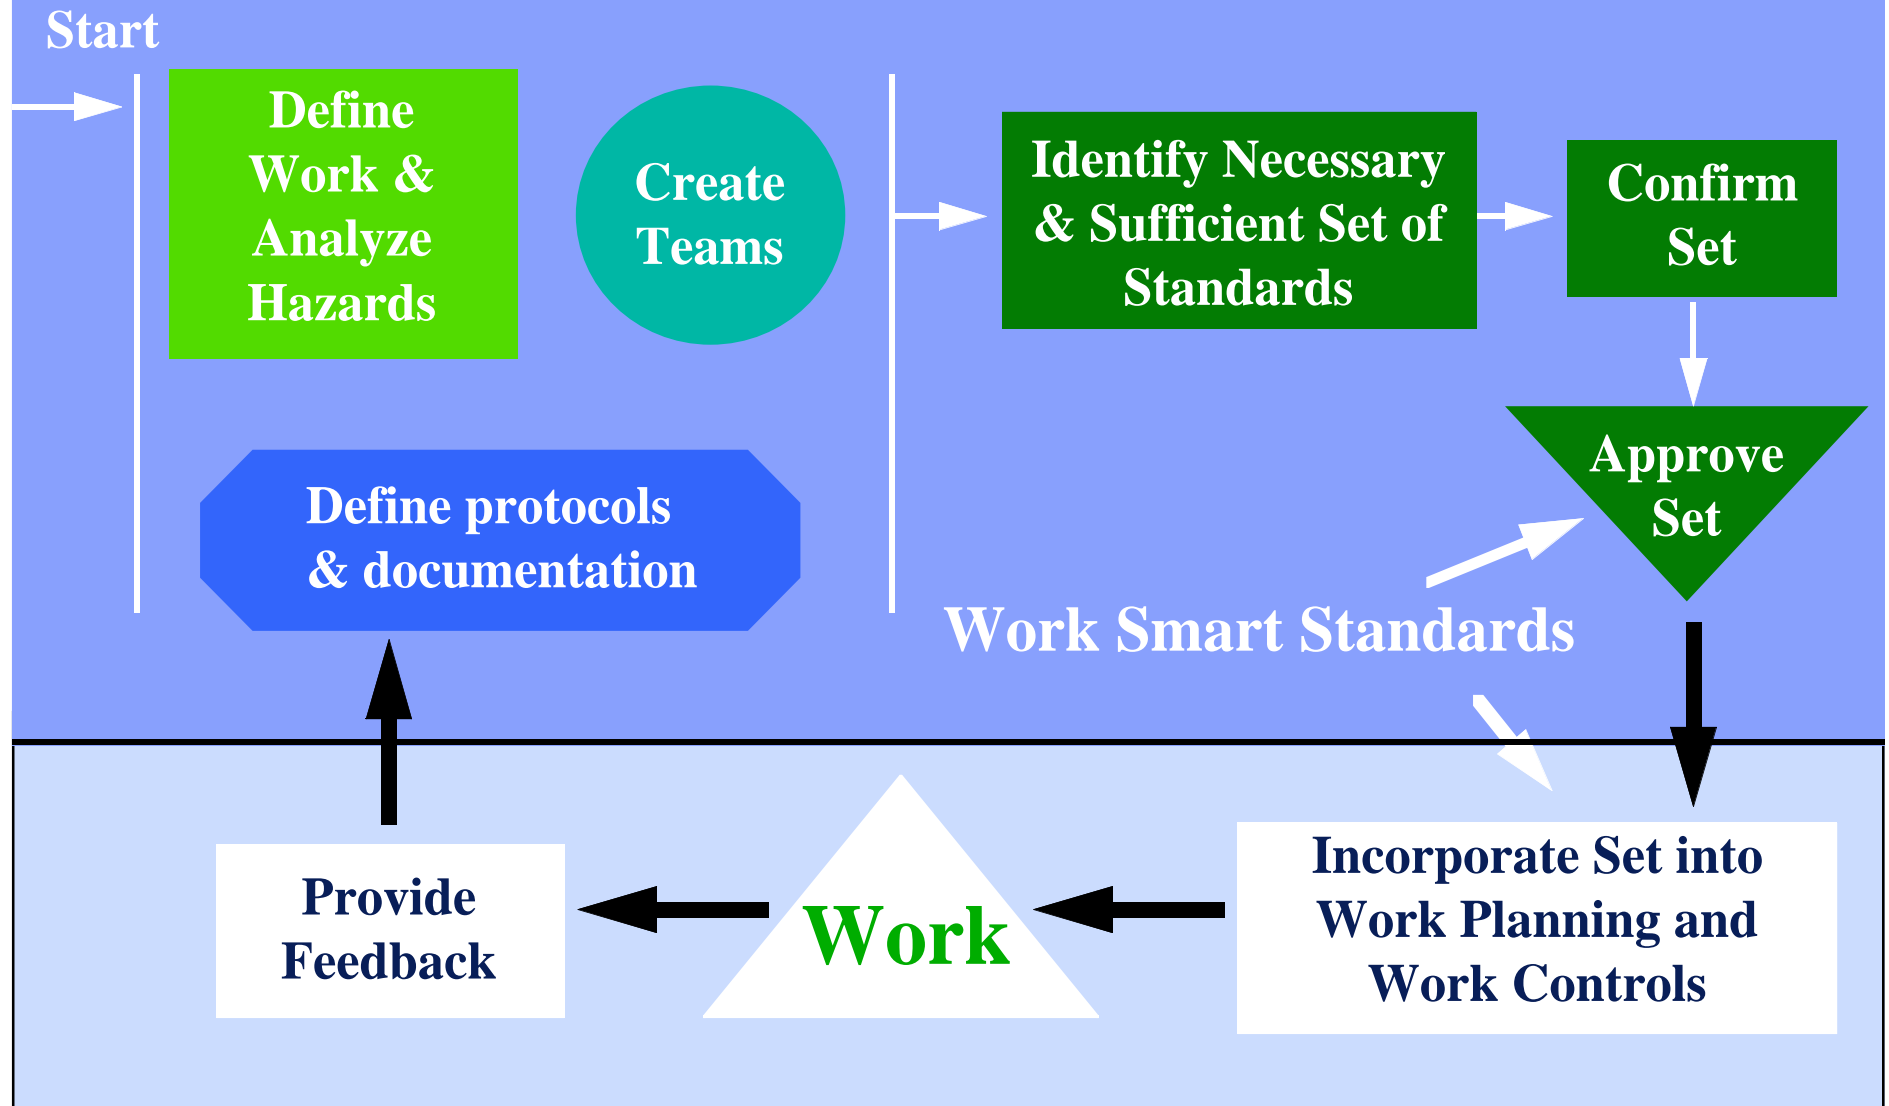 Start
Define
Work &
Analyze
Hazards
Create
Teams
Identify Necessary
& Sufficient Set of
Standards
Confirm
Set
Define protocols
& documentation
Approve
Set
Work Smart Standards
Provide
Feedback
Work
Incorporate Set into
Work Planning and
Work Controls